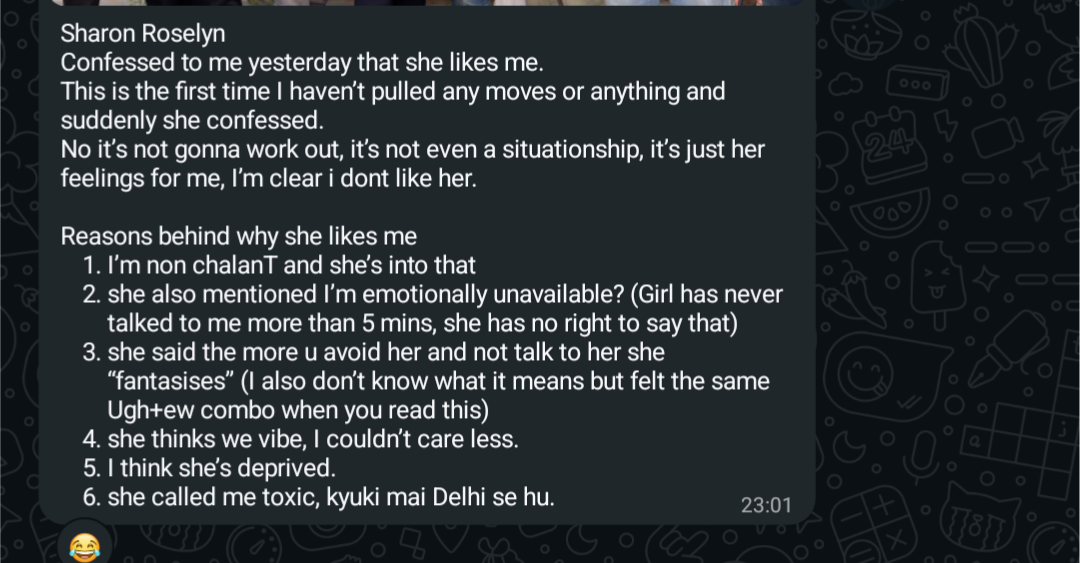 Sharon Roselyn
Confessed to me yesterday that she likes me.
This is the first time I haven’t pulled any moves or anything and
suddenly she confessed.
No it’s not gonna work out, it’s not even a situationship, it’s just her
feelings for me, I’m clear i dont like her.
Reasons behind why she likes me
1. I’m non chalanT and she’s into that
2. she also mentioned I’m emotionally unavailable? (Girl has never
talked to me more than 5 mins, she has no right to say that)
3. she said the more u avoid her and not talk to her she
“fantasises” (I also don’t know what it means but felt the same
Ugh+ew combo when you read this)
4. she thinks we vibe, I couldn’t care less.
5. I think she’s deprived.
6. she called me toxic, kyuki mai Delhi se hu.
23:01